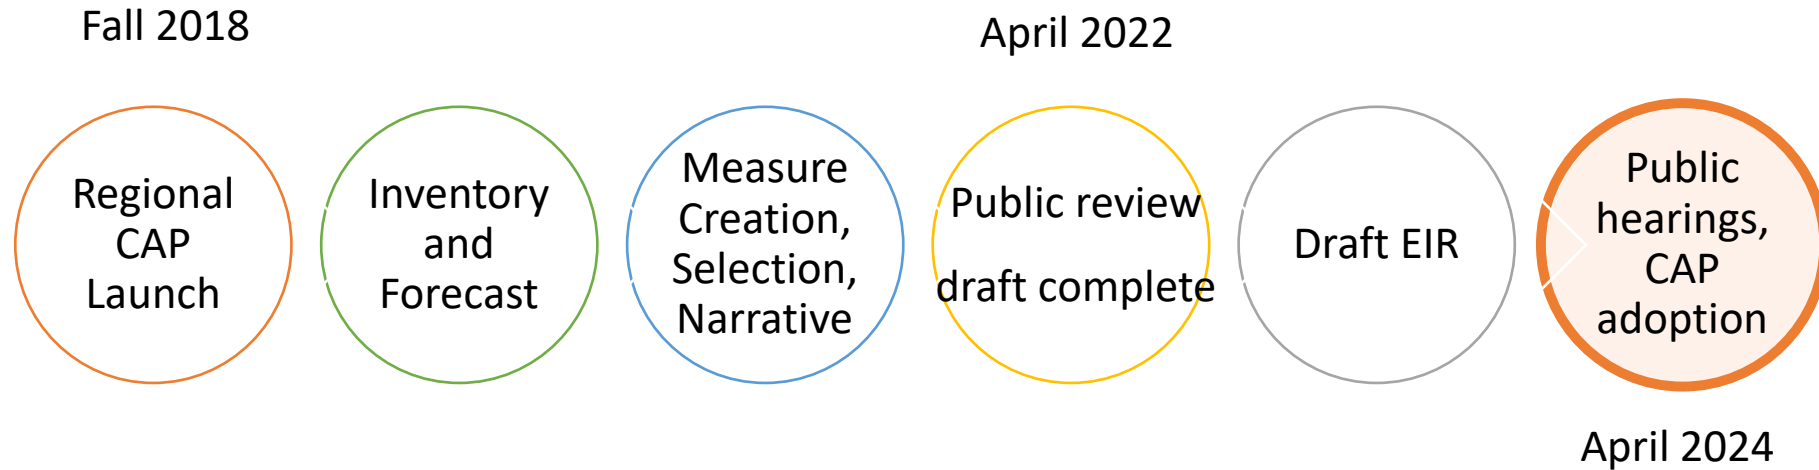 Fall 2018
April 2022
Regional
CAP
Launch
Inventory
and
Forecast
Measure
Creation,
Selection,
Narrative
Public review
draft complete
Draft EIR
Public
hearings,
CAP
adoption
April 2024